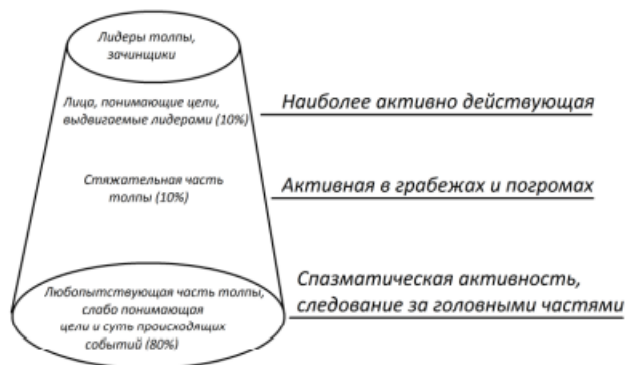 Лидеры толпы,
зачинщики
Лица, понимающие цели,
выдвигаемые лидерами (10%)
Наиболее активно действующая
Стяжательная часть
толпы (10%)
Активная в грабежах и погромах
Любопытствующая часть толпы,
слабо понимающая
цели и суть происходящих
событий (80%)
Спазматическая активность,
следование за головными частями